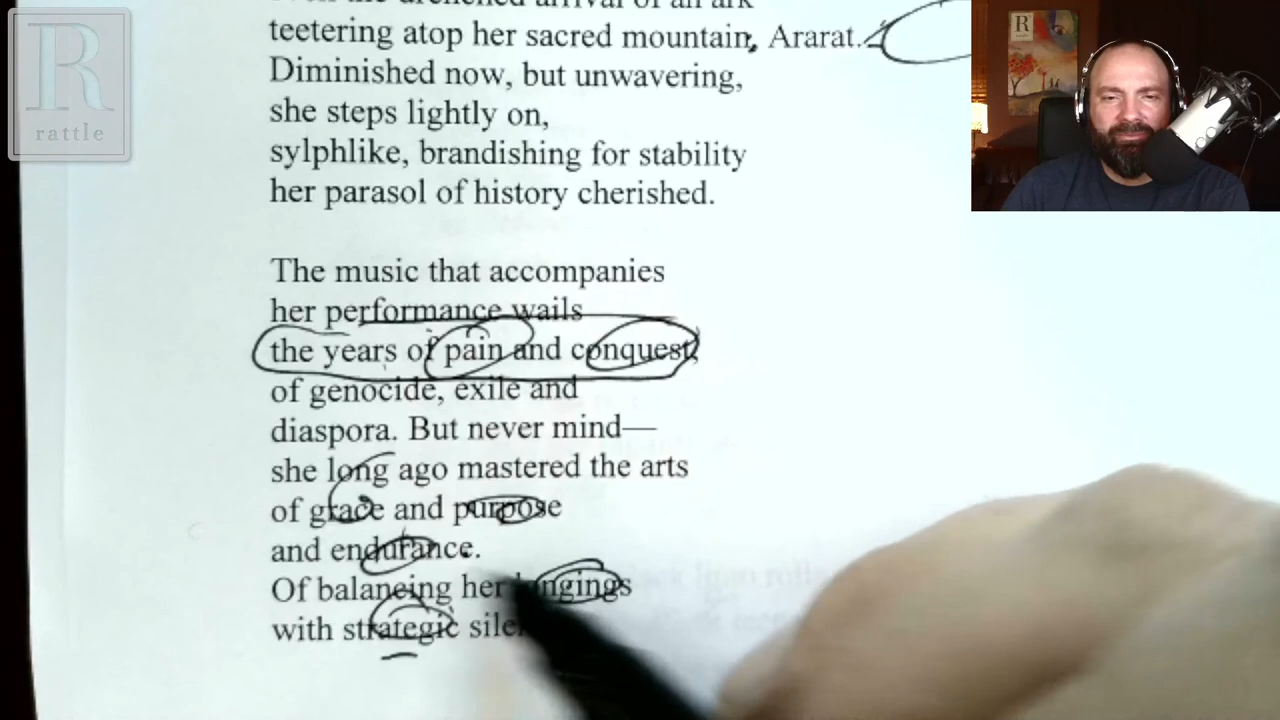 R
rattle
teetering atop her sacred mountain, Ararat.
Diminished now, but unwavering,
she steps lightly on,
sylphlike, brandishing for stability
her parasol of history cherished.
The music that accompanies
her performance wails
the years of pain and conquest,
of genocide, exile and
diaspora. But never mind—
she long ago mastered the arts
of grace and purpose
and endurance.
Of balancing her longings
with strategic
R